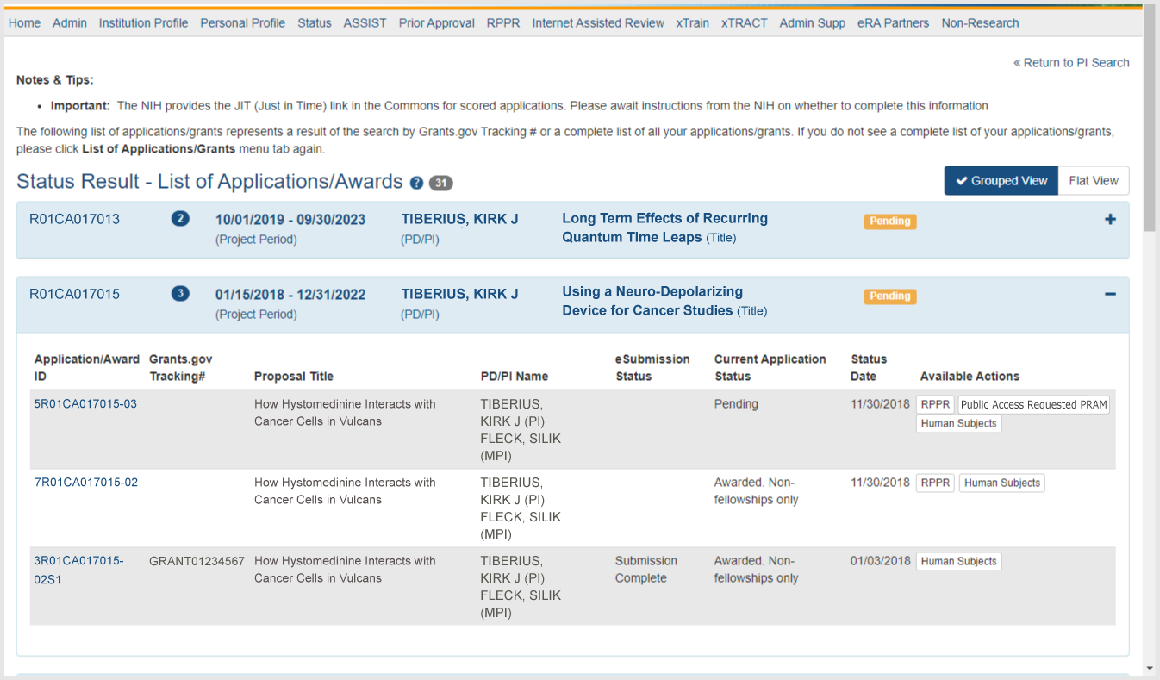 Home Admin Institution Profile Personal Profile Status ASSIST Prior Approval RPPR Internet Assisted Review xTrain xTRACT Admin Supp eRA Partners Non-Research
« Return to PI Search
Notes & Tips:
• Important: The NIH provides the JIT (Just in Time) link in the Commons for scored applications. Please await instructions from the NIH on whether to complete this information
The following list of applications/grants represents a result of the search by Grants.gov Tracking # or a complete list of all your applications/grants. If you do not see a complete list of your applications/grants,
please click List of Applications/Grants menu tab again.
Status Result - List of Applications/Awards ? 31
✔ Grouped View Flat View
R01CA017013 2 10/01/2019 - 09/30/2023 TIBERIUS, KIRK J Long Term Effects of Recurring Pending +
(Project Period) (PD/PI) Quantum Time Leaps (Title)
R01CA017015 3 01/15/2018 - 12/31/2022 TIBERIUS, KIRK J Using a Neuro-Depolarizing Pending −
(Project Period) (PD/PI) Device for Cancer Studies (Title)
Application/Award Grants.gov eSubmission Current Application Status
ID Tracking# Proposal Title PD/PI Name Status Status Date Available Actions
5R01CA017015-03 How Hystomedinine Interacts with TIBERIUS, Pending 11/30/2018 RPPR Public Access Requested PRAM
Cancer Cells in Vulcans KIRK J (PI) Human Subjects
FLECK, SILIK
(MPI)
7R01CA017015-02 How Hystomedinine Interacts with TIBERIUS, Awarded. Non- 11/30/2018 RPPR Human Subjects
Cancer Cells in Vulcans KIRK J (PI) fellowships only
FLECK, SILIK
(MPI)
3R01CA017015- GRANT01234567 How Hystomedinine Interacts with TIBERIUS, Submission Awarded. Non- 01/03/2018 Human Subjects
02S1 Cancer Cells in Vulcans KIRK J (PI) Complete fellowships only
FLECK, SILIK
(MPI)